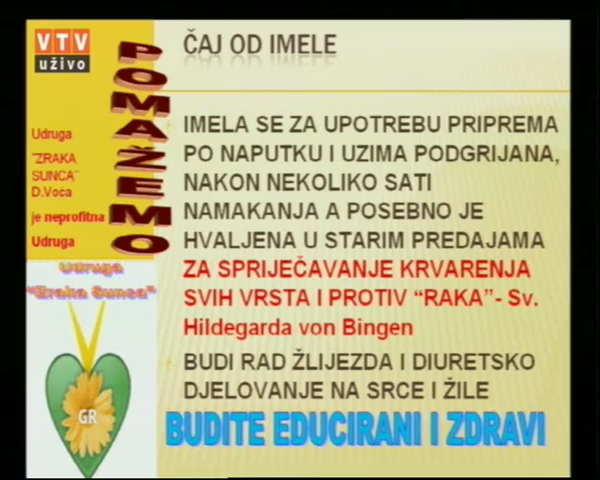 VTV
uživo
POMAŽEMO
Udruga
"ZRAKA
SUNCA"
D.Voća
je neprofitna
Udruga
Udruga
"Zraka Sunca"
GR
ČAJ OD IMELE
IMELA SE ZA UPOTREBU PRIPREMA
PO NAPUTKU I UZIMA PODGRIJANA,
NAKON NEKOLIKO SATI
NAMAKANJA A POSEBNO JE
HVALJENA U STARIM PREDAJAMA
ZA SPRIJEČAVANJE KRVARENJA
SVIH VRSTA I PROTIV “RAKA”- Sv.
Hildegarda von Bingen
BUDI RAD ŽLIJEZDA I DIURETSKO
DJELOVANJE NA SRCE I ŽILE
BUDITE EDUCIRANI I ZDRAVI